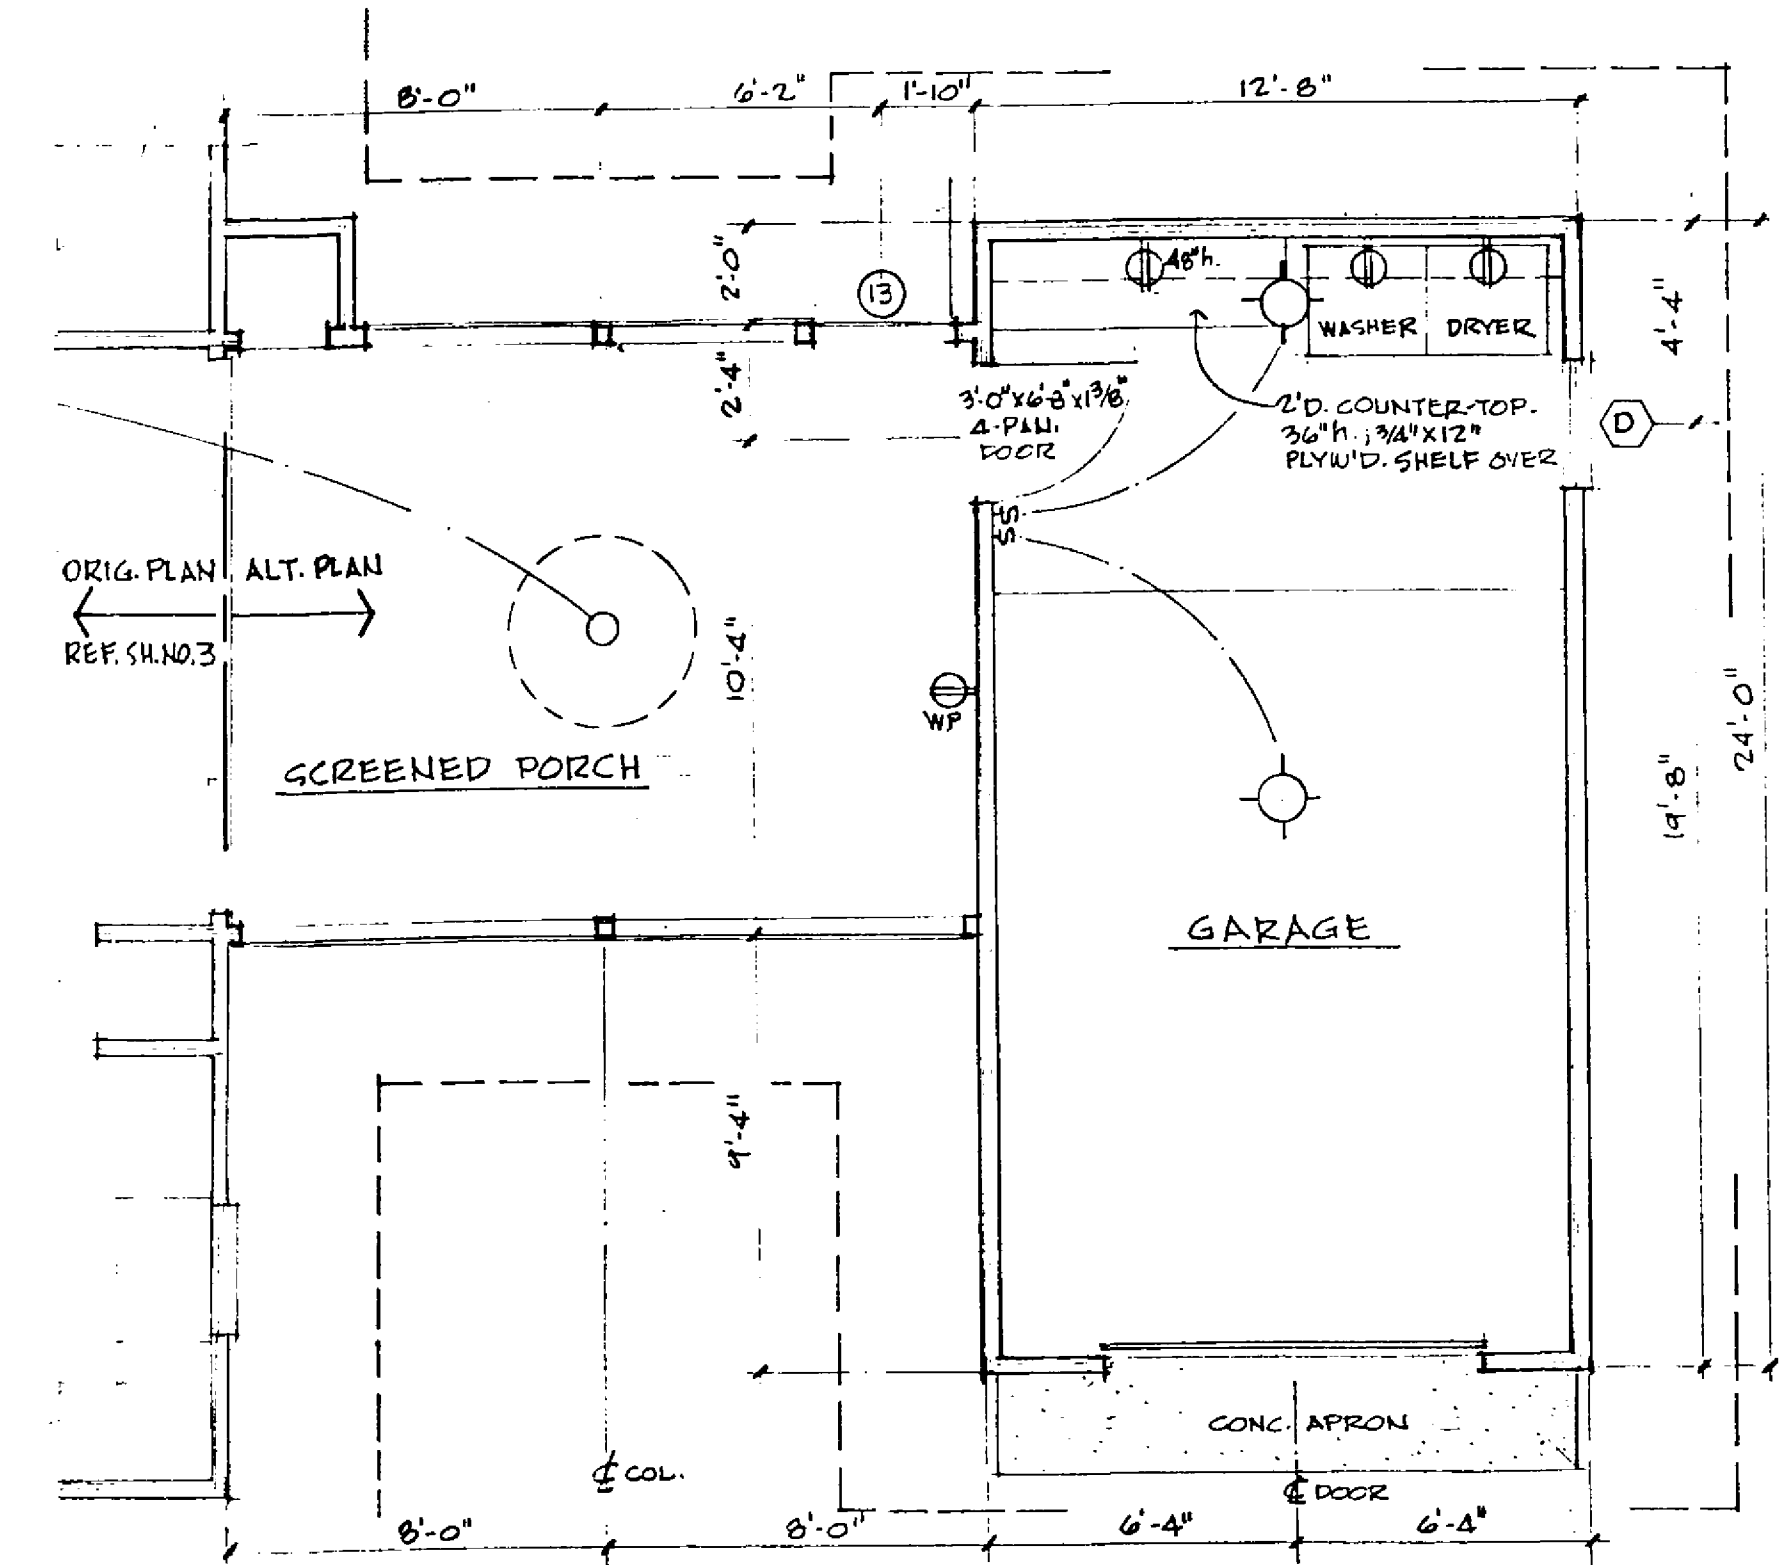 8'-0" 6'-2" 1'-10" 12'-8"
2'-0"
13
48"h.
WASHER DRYER
4'-4"
2'-4"
3'-0"x6'-8"x1 3/8"
4-PAN.
DOOR
2'D. COUNTER-TOP-
36"h.; 3/4"x12"
PLYW'D. SHELF OVER
D
SS
ORIG. PLAN ALT. PLAN
REF. SH. NO. 3
10'-4"
WP
SCREENED PORCH
24'-0"
19'-8"
GARAGE
9'-4"
CONC. APRON
℄ COL.
℄ DOOR
8'-0" 8'-0" 6'-4" 6'-4"